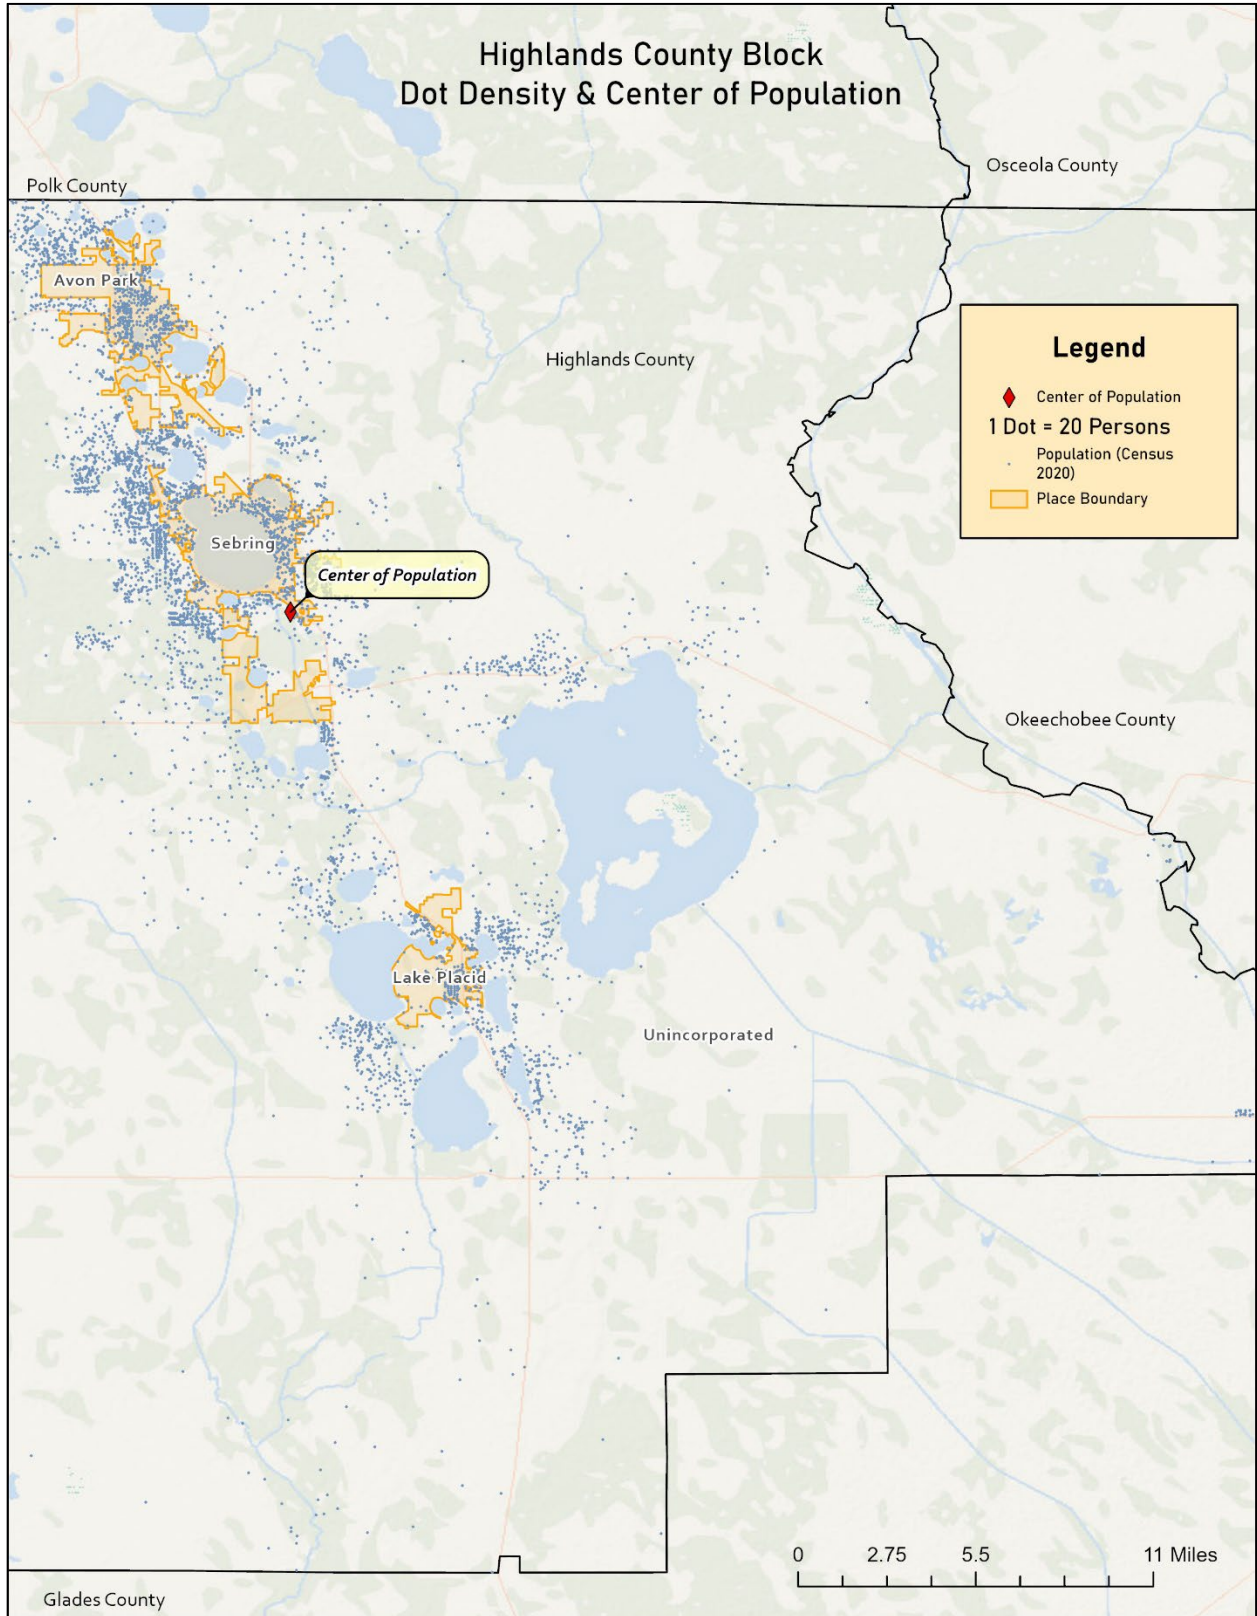 Highlands County Block
Dot Density & Center of Population
Osceola County
Polk County
Avon Park
Highlands County
Legend
Center of Population
1 Dot = 20 Persons
Population (Census
2020)
Place Boundary
Sebring
Center of Population
Okeechobee County
Lake Placid
Unincorporated
0 2.75 5.5 11 Miles
Glades County